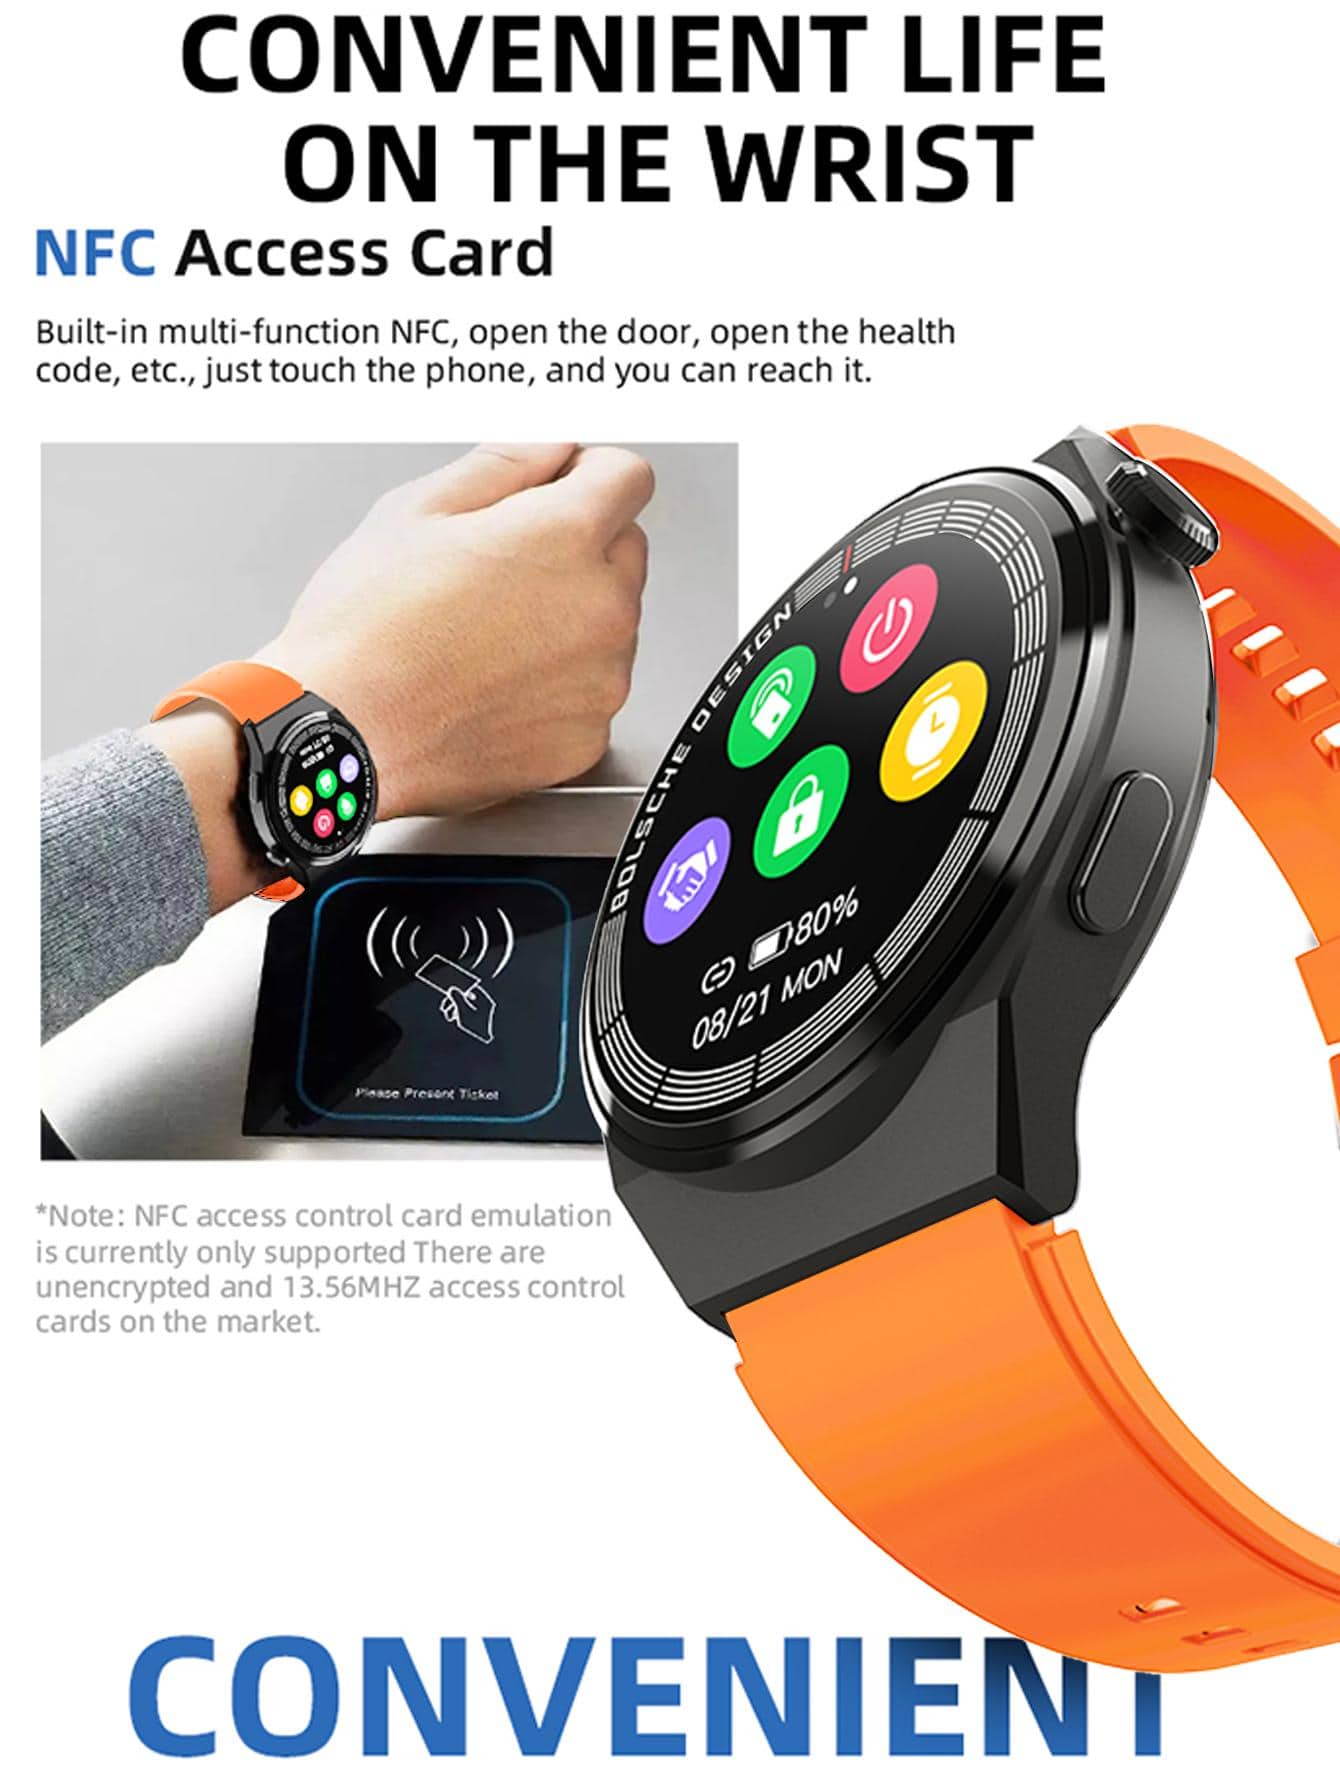 CONVENIENT LIFE
ON THE WRIST
NFC Access Card
Built-in multi-function NFC, open the door, open the health
code, etc., just touch the phone, and you can reach it.
BOLSCHE DESIGN
80%
08/21 MON
Please Present Ticket
*Note: NFC access control card emulation
is currently only supported There are
unencrypted and 13.56MHZ access control
cards on the market.
CONVENIENT